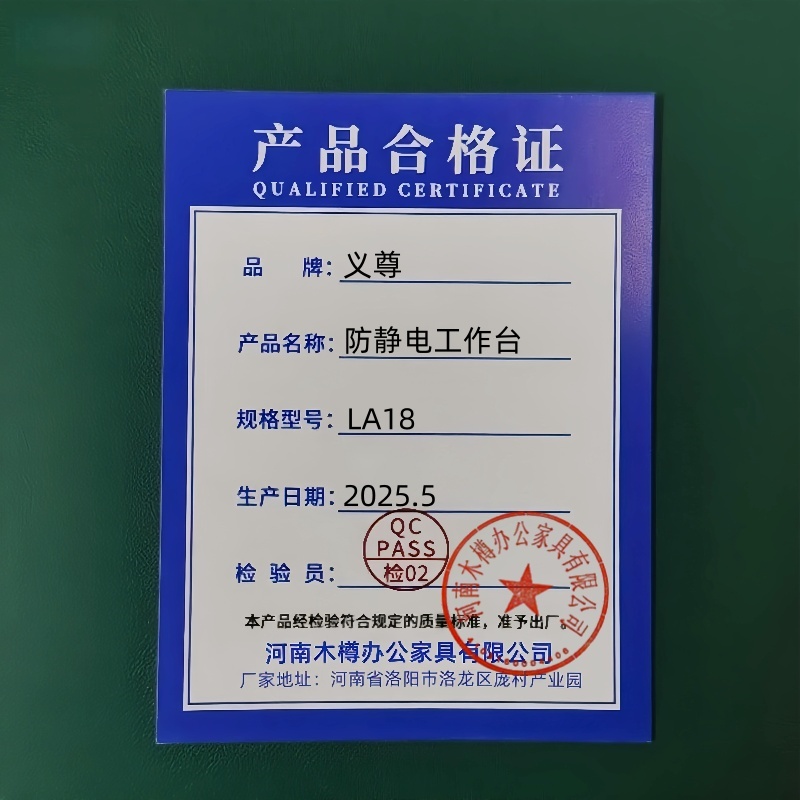 产品合格证
QUALIFIED CERTIFICATE
品 牌：义尊
产品名称：防静电工作台
规格型号：LA18
生产日期：2025.5
QC
PASS
检02
检 验 员：
河南木樽办公家具有限公司
本产品经检验符合规定的质量标准，准予出厂。
河南木樽办公家具有限公司
厂家地址：河南省洛阳市洛龙区庞村产业园